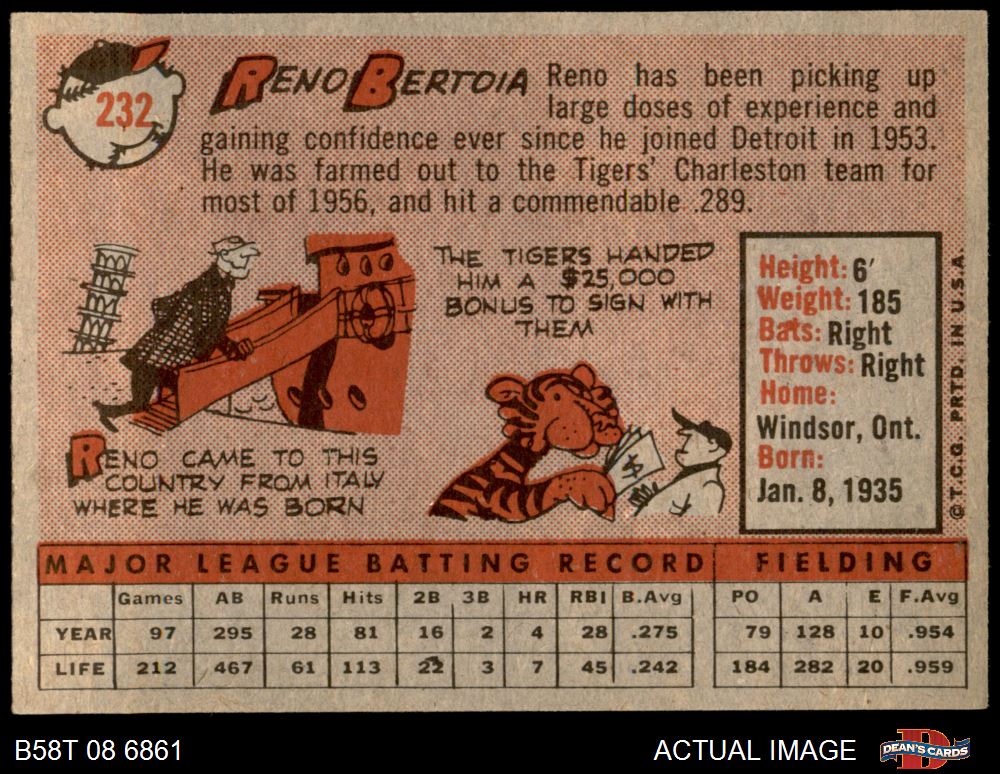 232
RENO BERTOIA
Reno has been picking up
large doses of experience and
gaining confidence ever since he joined Detroit in 1953.
He was farmed out to the Tigers' Charleston team for
most of 1956, and hit a commendable .289.
THE TIGERS HANDED
HIM A $25,000
BONUS TO SIGN WITH
THEM
$
RENO CAME TO THIS
COUNTRY FROM ITALY
WHERE HE WAS BORN
Height: 6'
Weight: 185
Bats: Right
Throws: Right
Home:
Windsor, Ont.
Born:
Jan. 8, 1935
©T.C.G. PRTD. IN U.S.A.
MAJOR LEAGUE BATTING RECORD FIELDING
Games AB Runs Hits 2B 3B HR RBI B.Avg PO A E F.Avg
YEAR 97 295 28 81 16 2 4 28 .275 79 128 10 .954
LIFE 212 467 61 113 22 3 7 45 .242 184 282 20 .959
B58T 08 6861
ACTUAL IMAGE
D
DEAN'S CARDS